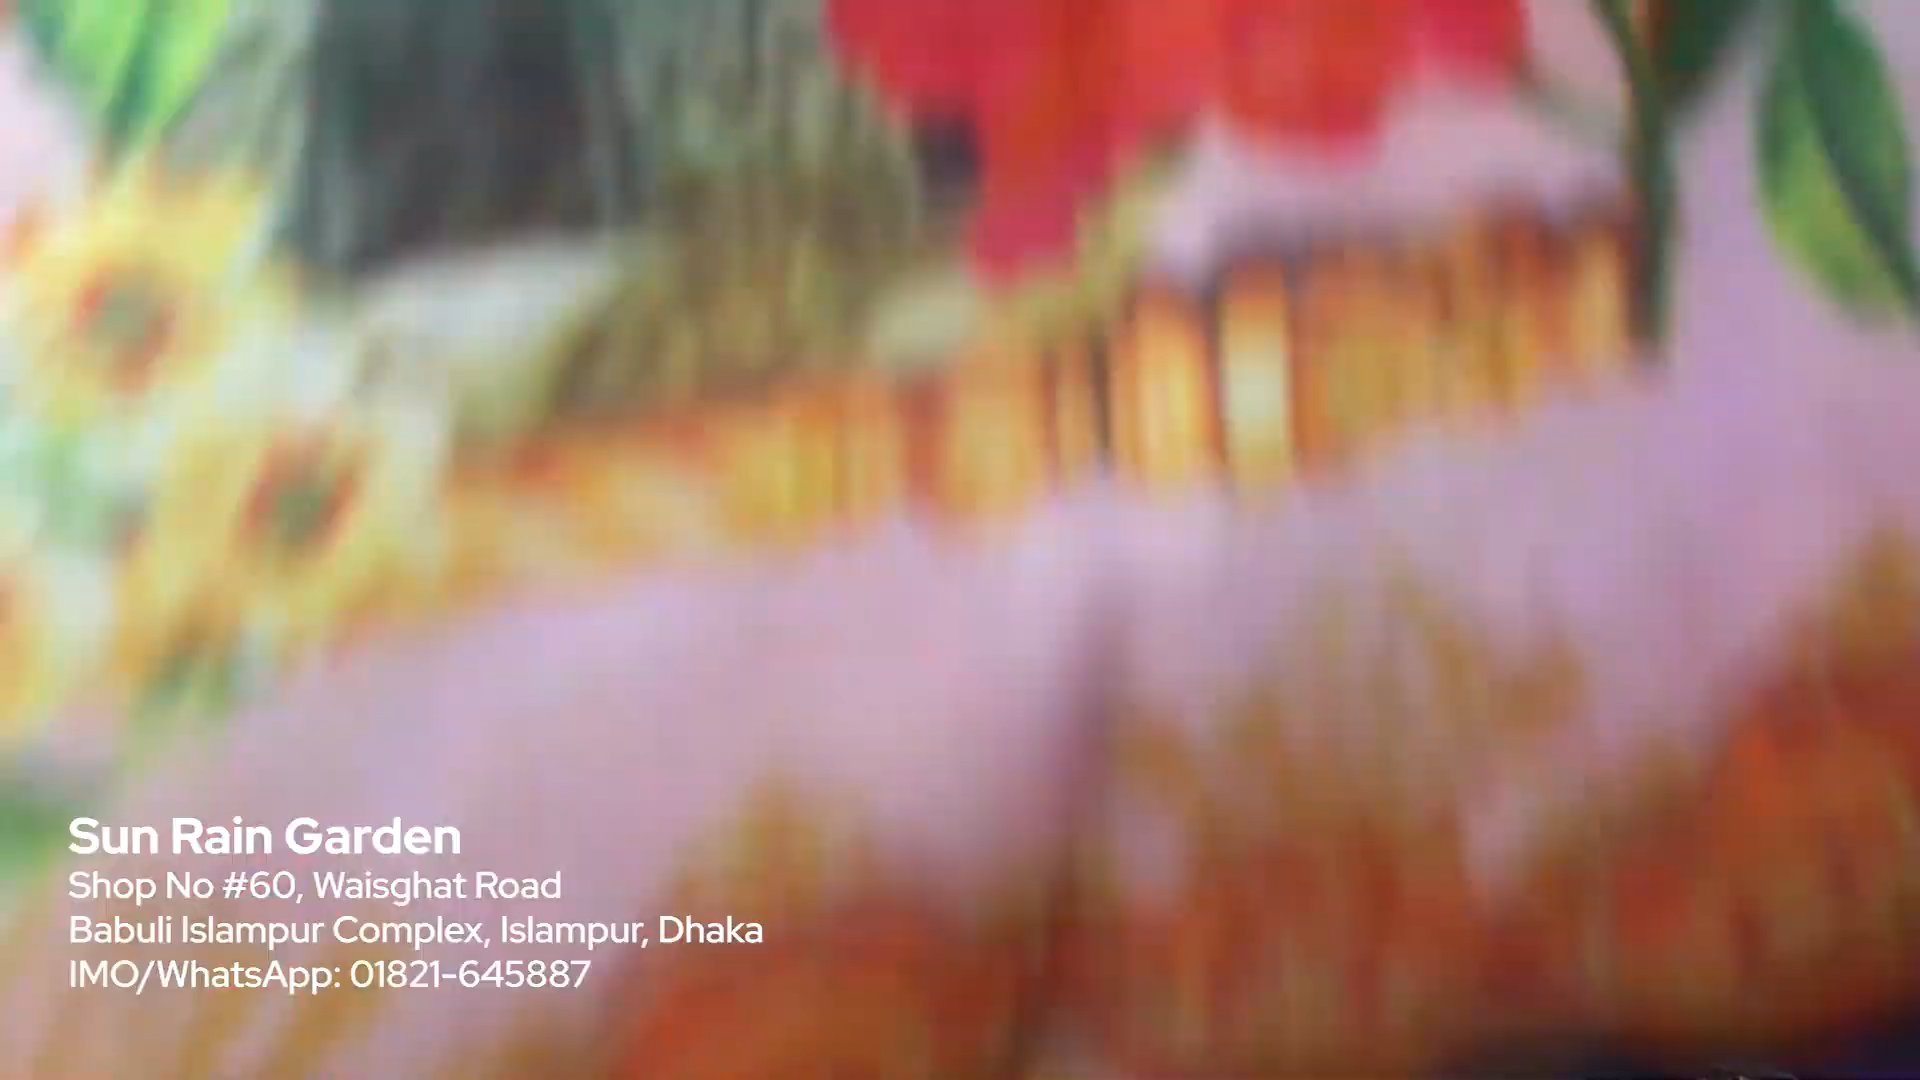 Sun Rain Garden
Shop No #60, Waisghat Road
Babuli Islampur Complex, Islampur, Dhaka
IMO/WhatsApp: 01821-645887